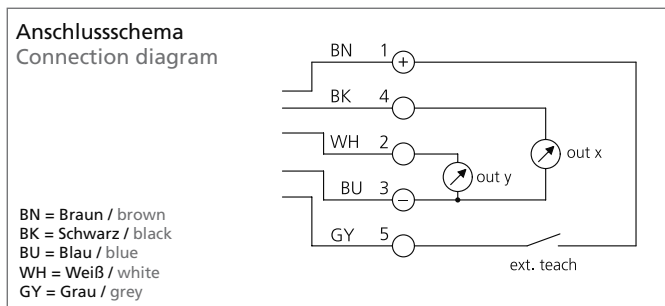 Anschlussschema
Connection diagram
BN 1 +
BK 4
WH 2
out x
out y
BU 3 −
GY 5
ext. teach
BN = Braun / brown
BK = Schwarz / black
BU = Blau / blue
WH = Weiß / white
GY = Grau / grey